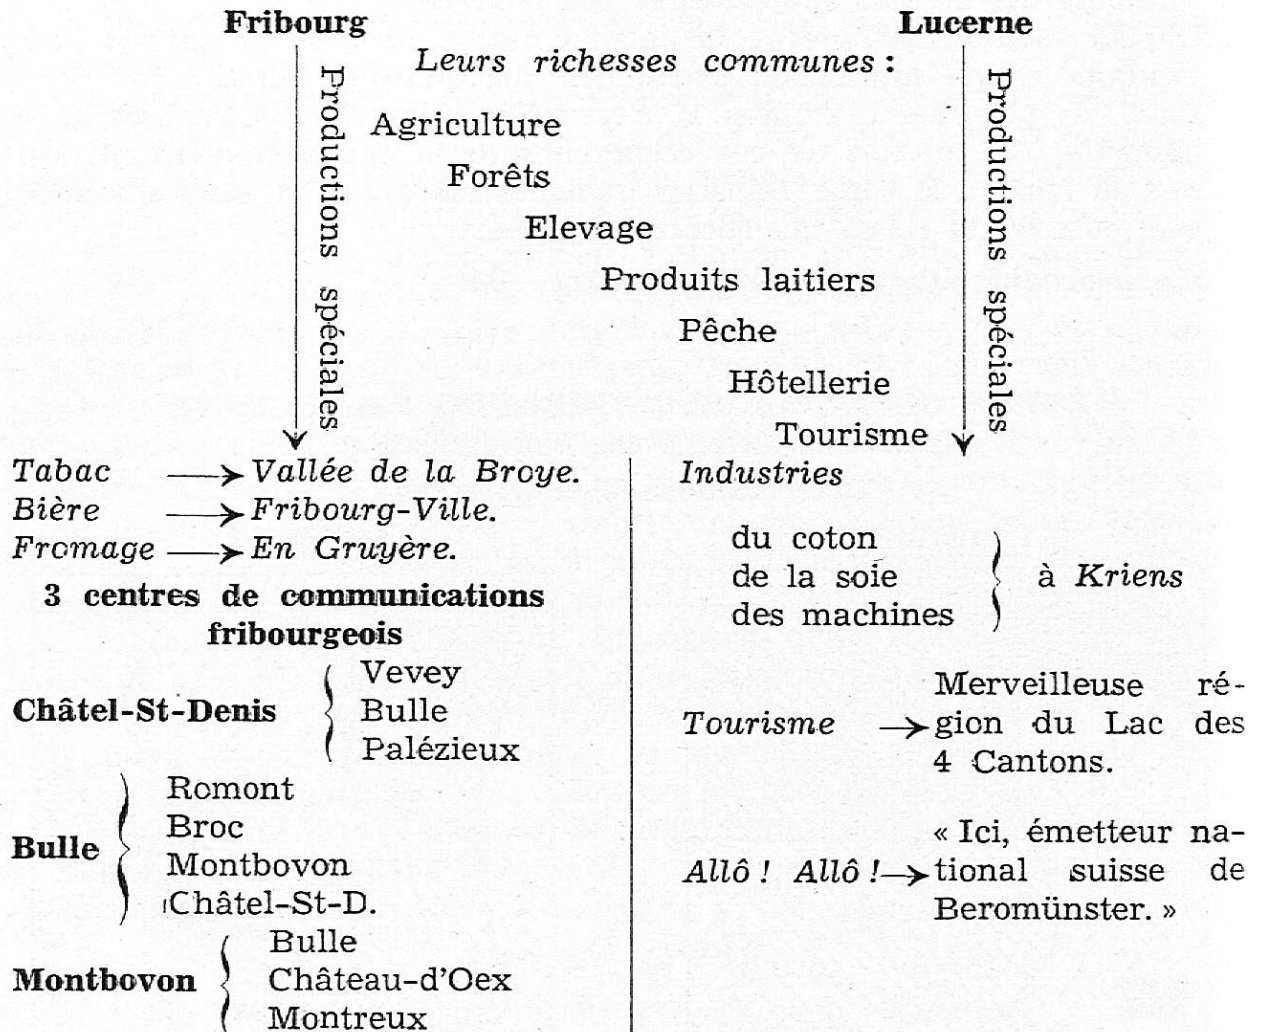 Fribourg
Lucerne
Leurs richesses communes :
Productions spéciales
Agriculture
Forêts
Elevage
Produits laitiers
Pêche
Hôtellerie
Tourisme
Productions spéciales
Tabac → Vallée de la Broye.
Bière → Fribourg-Ville.
Fromage → En Gruyère.
3 centres de communications
fribourgeois
Châtel-St-Denis
Vevey
Bulle
Palézieux
Bulle
Romont
Broc
Montbovon
Châtel-St-D.
Montbovon
Bulle
Château-d'Oex
Montreux
Industries
du coton
de la soie
des machines
à Kriens
Tourisme →
Merveilleuse ré-
gion du Lac des
4 Cantons.
Allô ! Allô ! →
« Ici, émetteur na-
tional suisse de
Beromünster. »